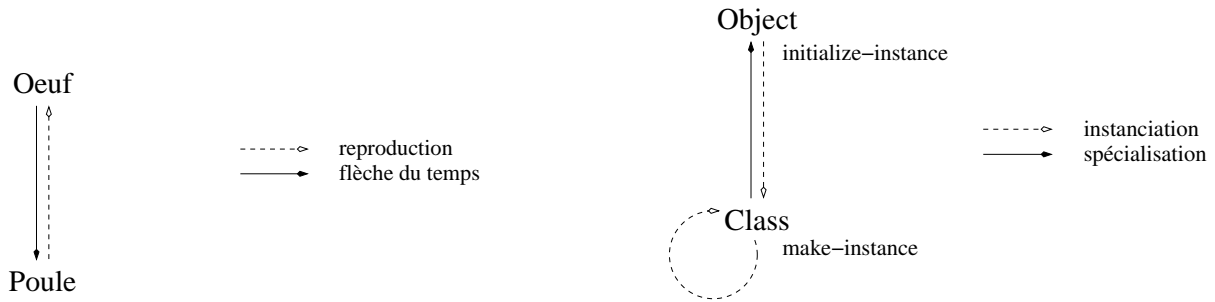 Oeuf
Poule
reproduction
flèche du temps
Object
initialize−instance
Class
make−instance
instanciation
spécialisation